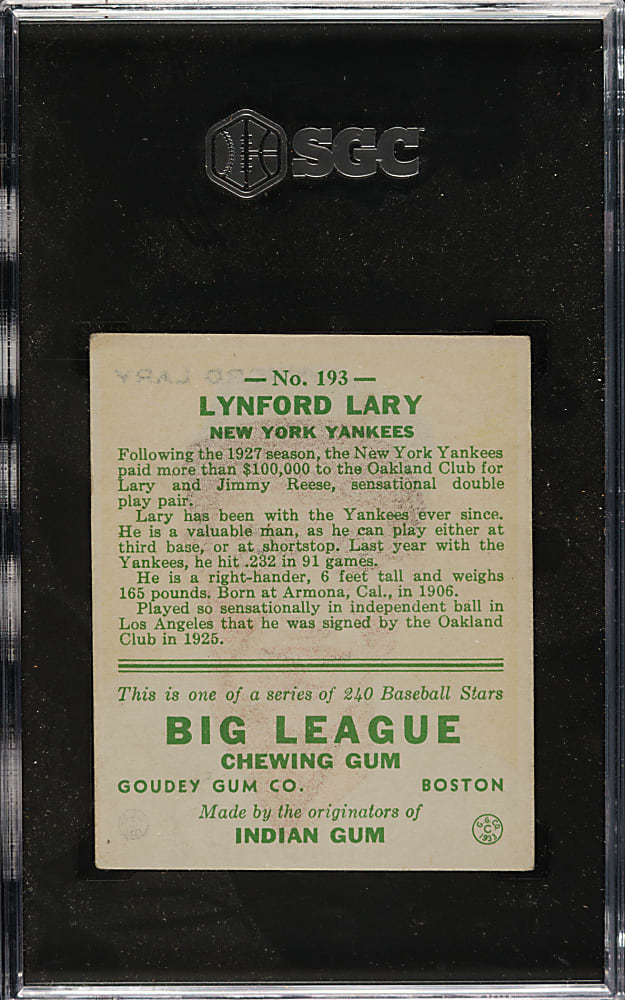 SGC
— No. 193 —
LYNFORD LARY
NEW YORK YANKEES
Following the 1927 season, the New York Yankees
paid more than $100,000 to the Oakland Club for
Lary and Jimmy Reese, sensational double
play pair.
Lary has been with the Yankees ever since.
He is a valuable man, as he can play either at
third base, or at shortstop. Last year with the
Yankees, he hit .232 in 91 games.
He is a right-hander, 6 feet tall and weighs
165 pounds. Born at Armona, Cal., in 1906.
Played so sensationally in independent ball in
Los Angeles that he was signed by the Oakland
Club in 1925.
This is one of a series of 240 Baseball Stars
BIG LEAGUE
CHEWING GUM
GOUDEY GUM CO. BOSTON
Made by the originators of
INDIAN GUM
G. G. CO.
C
1933